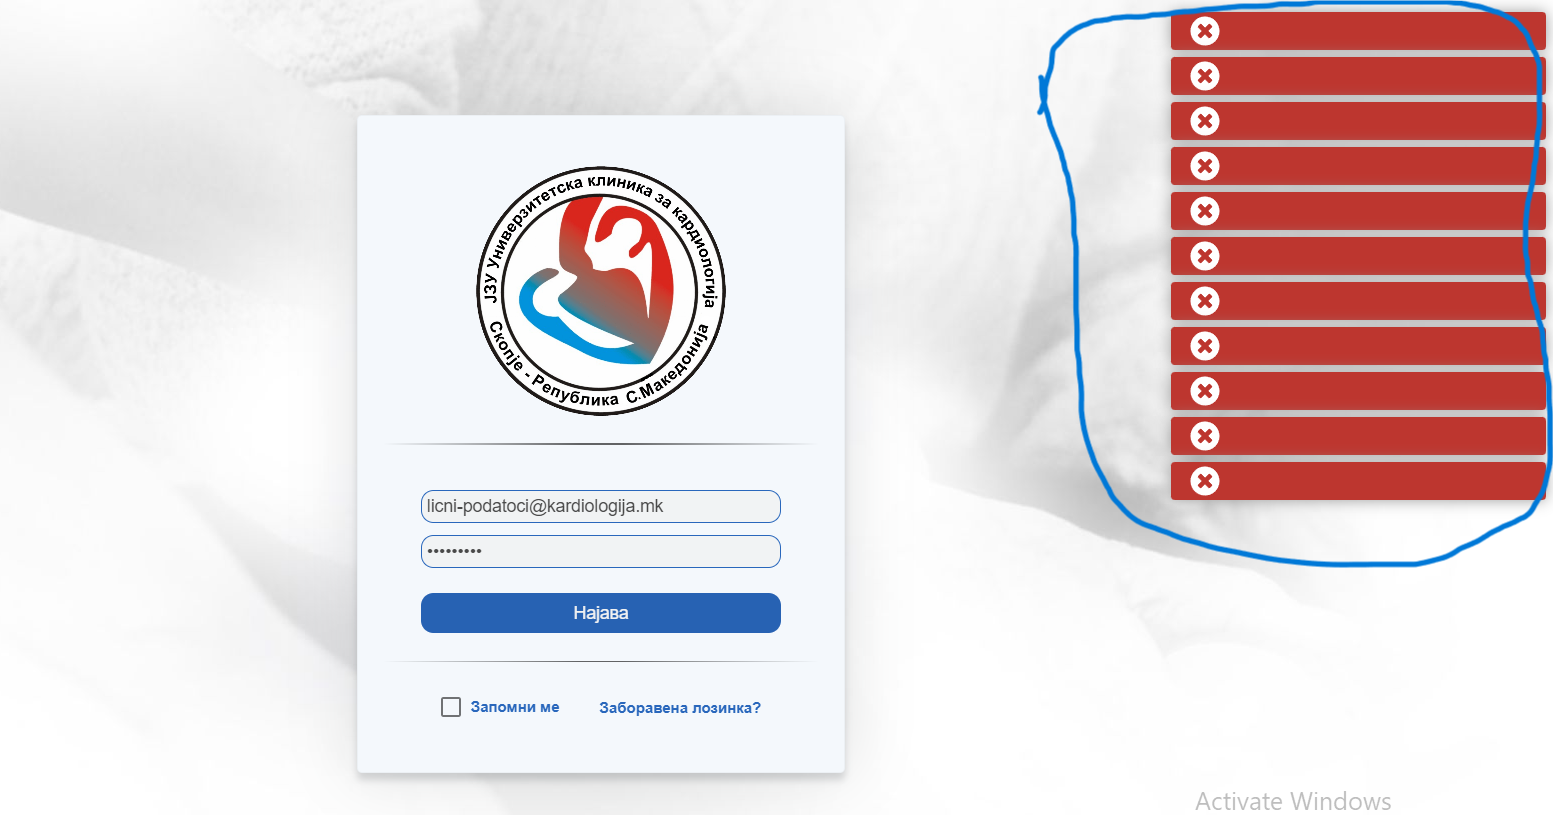 ЈЗУ Универзитетска клиника за кардиологија
Скопје - Република С.Македонија
licni-podatoci@kardiologija.mk
•••••••••
Најава
Запомни ме
Заборавена лозинка?
Activate Windows